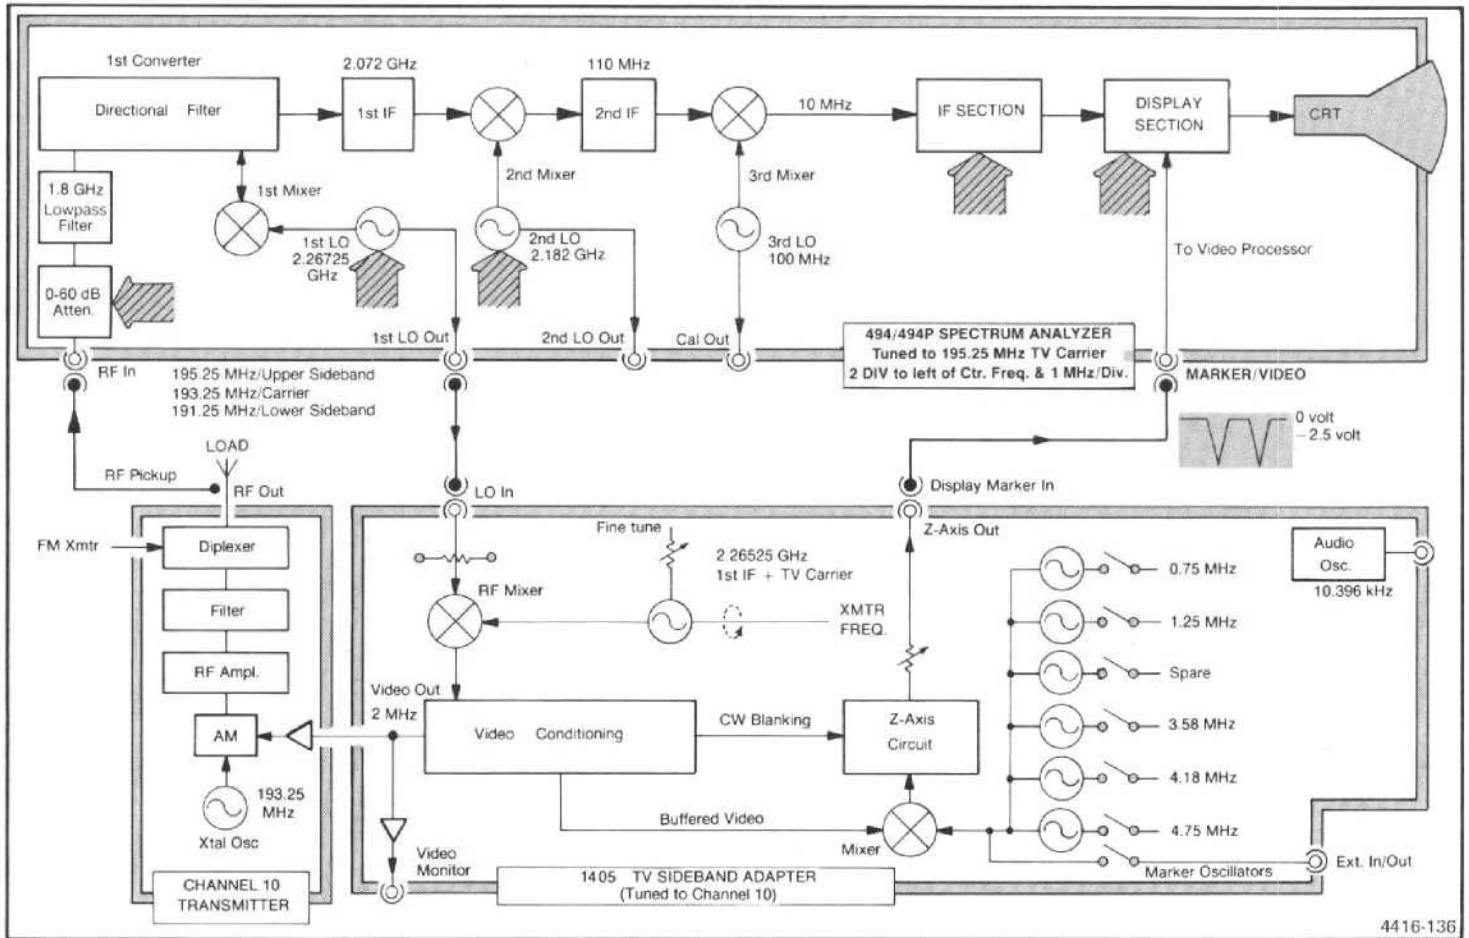 1st Converter
Directional Filter
2.072 GHz
1st IF
110 MHz
2nd IF
10 MHz
IF SECTION
DISPLAY
SECTION
CRT
1.8 GHz
Lowpass
Filter
1st Mixer
2nd Mixer
3rd Mixer
1st LO
2.26725
GHz
2nd LO
2.182 GHz
3rd LO
100 MHz
To Video Processor
0-60 dB
Atten.
1st LO Out
2nd LO Out
Cal Out
494/494P SPECTRUM ANALYZER
Tuned to 195.25 MHz TV Carrier
2 DIV to left of Ctr. Freq. & 1 MHz/Div.
RF In
195.25 MHz/Upper Sideband
193.25 MHz/Carrier
191.25 MHz/Lower Sideband
MARKER/VIDEO
0 volt
-2.5 volt
LOAD
RF Pickup
RF Out
LO In
Display Marker In
Z-Axis Out
FM Xmtr
Diplexer
Filter
RF Ampl.
AM
193.25
MHz
Xtal Osc
CHANNEL 10
TRANSMITTER
Fine tune
2.26525 GHz
1st IF + TV Carrier
RF Mixer
XMTR
FREQ.
Audio
Osc.
10.396 kHz
0.75 MHz
1.25 MHz
Spare
3.58 MHz
4.18 MHz
4.75 MHz
Video Out
2 MHz
Video Conditioning
CW Blanking
Z-Axis
Circuit
Buffered Video
Mixer
Marker Oscillators
Ext. In/Out
Video
Monitor
1405 TV SIDEBAND ADAPTER
(Tuned to Channel 10)
4416-136